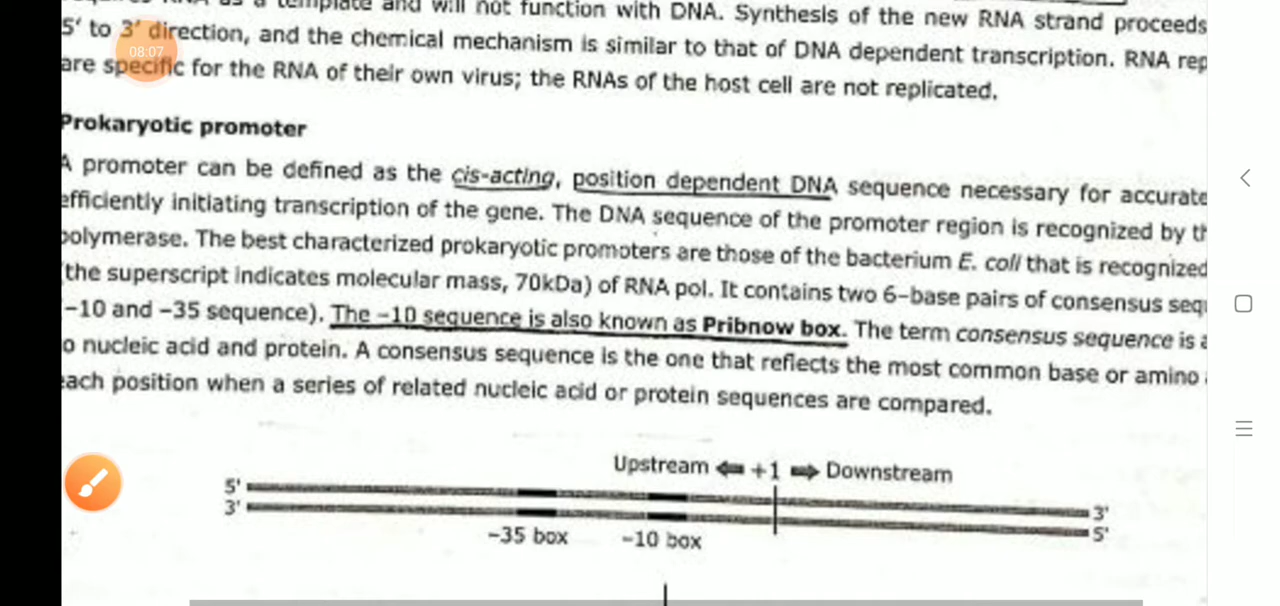 as a template and will not function with DNA. Synthesis of the new RNA strand proceeds
5' to 3' direction, and the chemical mechanism is similar to that of DNA dependent transcription. RNA rep
are specific for the RNA of their own virus; the RNAs of the host cell are not replicated.
08:07
Prokaryotic promoter
A promoter can be defined as the cis-acting, position dependent DNA sequence necessary for accurate
efficiently initiating transcription of the gene. The DNA sequence of the promoter region is recognized by th
polymerase. The best characterized prokaryotic promoters are those of the bacterium E. coli that is recognized
(the superscript indicates molecular mass, 70kDa) of RNA pol. It contains two 6–base pairs of consensus seq
–10 and –35 sequence). The –10 sequence is also known as Pribnow box. The term consensus sequence is a
o nucleic acid and protein. A consensus sequence is the one that reflects the most common base or amino
each position when a series of related nucleic acid or protein sequences are compared.
Upstream +1 Downstream
5' 3'
3' 5'
–35 box –10 box